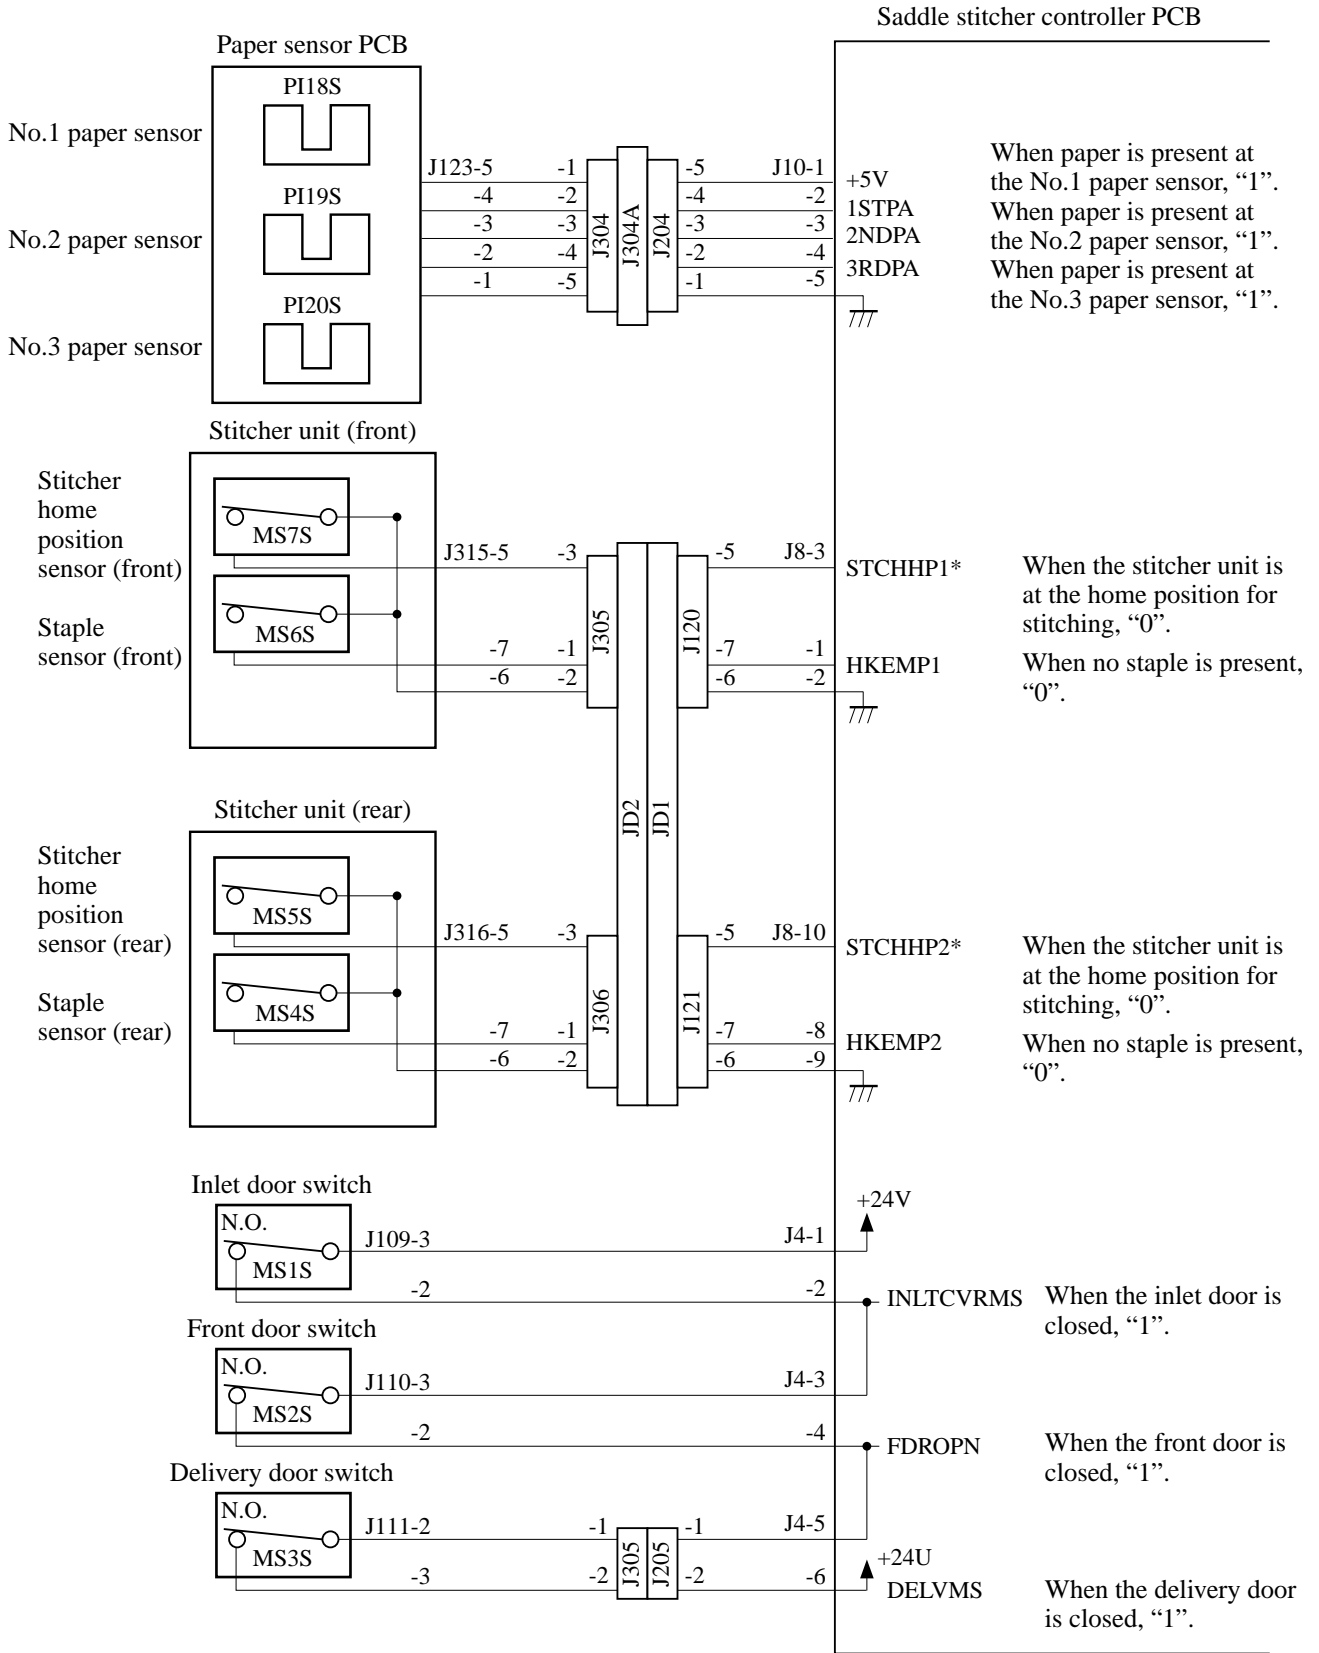 Saddle stitcher controller PCB
Paper sensor PCB
PI18S
No.1 paper sensor
PI19S
No.2 paper sensor
PI20S
No.3 paper sensor
J123-5 -1 -5 J10-1
-4 -2 -4 -2
-3 -3 -3 -3
-2 -4 -2 -4
-1 -5 -1 -5
J304
J304A
J204
+5V
1STPA
2NDPA
3RDPA
When paper is present at
the No.1 paper sensor, “1”.
When paper is present at
the No.2 paper sensor, “1”.
When paper is present at
the No.3 paper sensor, “1”.
Stitcher unit (front)
Stitcher
home
position
sensor (front)
MS7S
Staple
sensor (front)
MS6S
J315-5 -3 -5 J8-3
-7 -1 -7 -1
-6 -2 -6 -2
J305
J120
STCHHP1*
HKEMP1
When the stitcher unit is
at the home position for
stitching, “0”.
When no staple is present,
“0”.
JD2
JD1
Stitcher unit (rear)
Stitcher
home
position
sensor (rear)
MS5S
Staple
sensor (rear)
MS4S
J316-5 -3 -5 J8-10
-7 -1 -7 -8
-6 -2 -6 -9
J306
J121
STCHHP2*
HKEMP2
When the stitcher unit is
at the home position for
stitching, “0”.
When no staple is present,
“0”.
Inlet door switch
N.O.
MS1S
J109-3 J4-1
+24V
-2 -2
INLTCVRMS
When the inlet door is
closed, “1”.
Front door switch
N.O.
MS2S
J110-3 J4-3
-2 -4
FDROPN
When the front door is
closed, “1”.
Delivery door switch
N.O.
MS3S
J111-2 -1 -1 J4-5
-3 -2 -2 -6
J305
J205
+24U
DELVMS
When the delivery door
is closed, “1”.